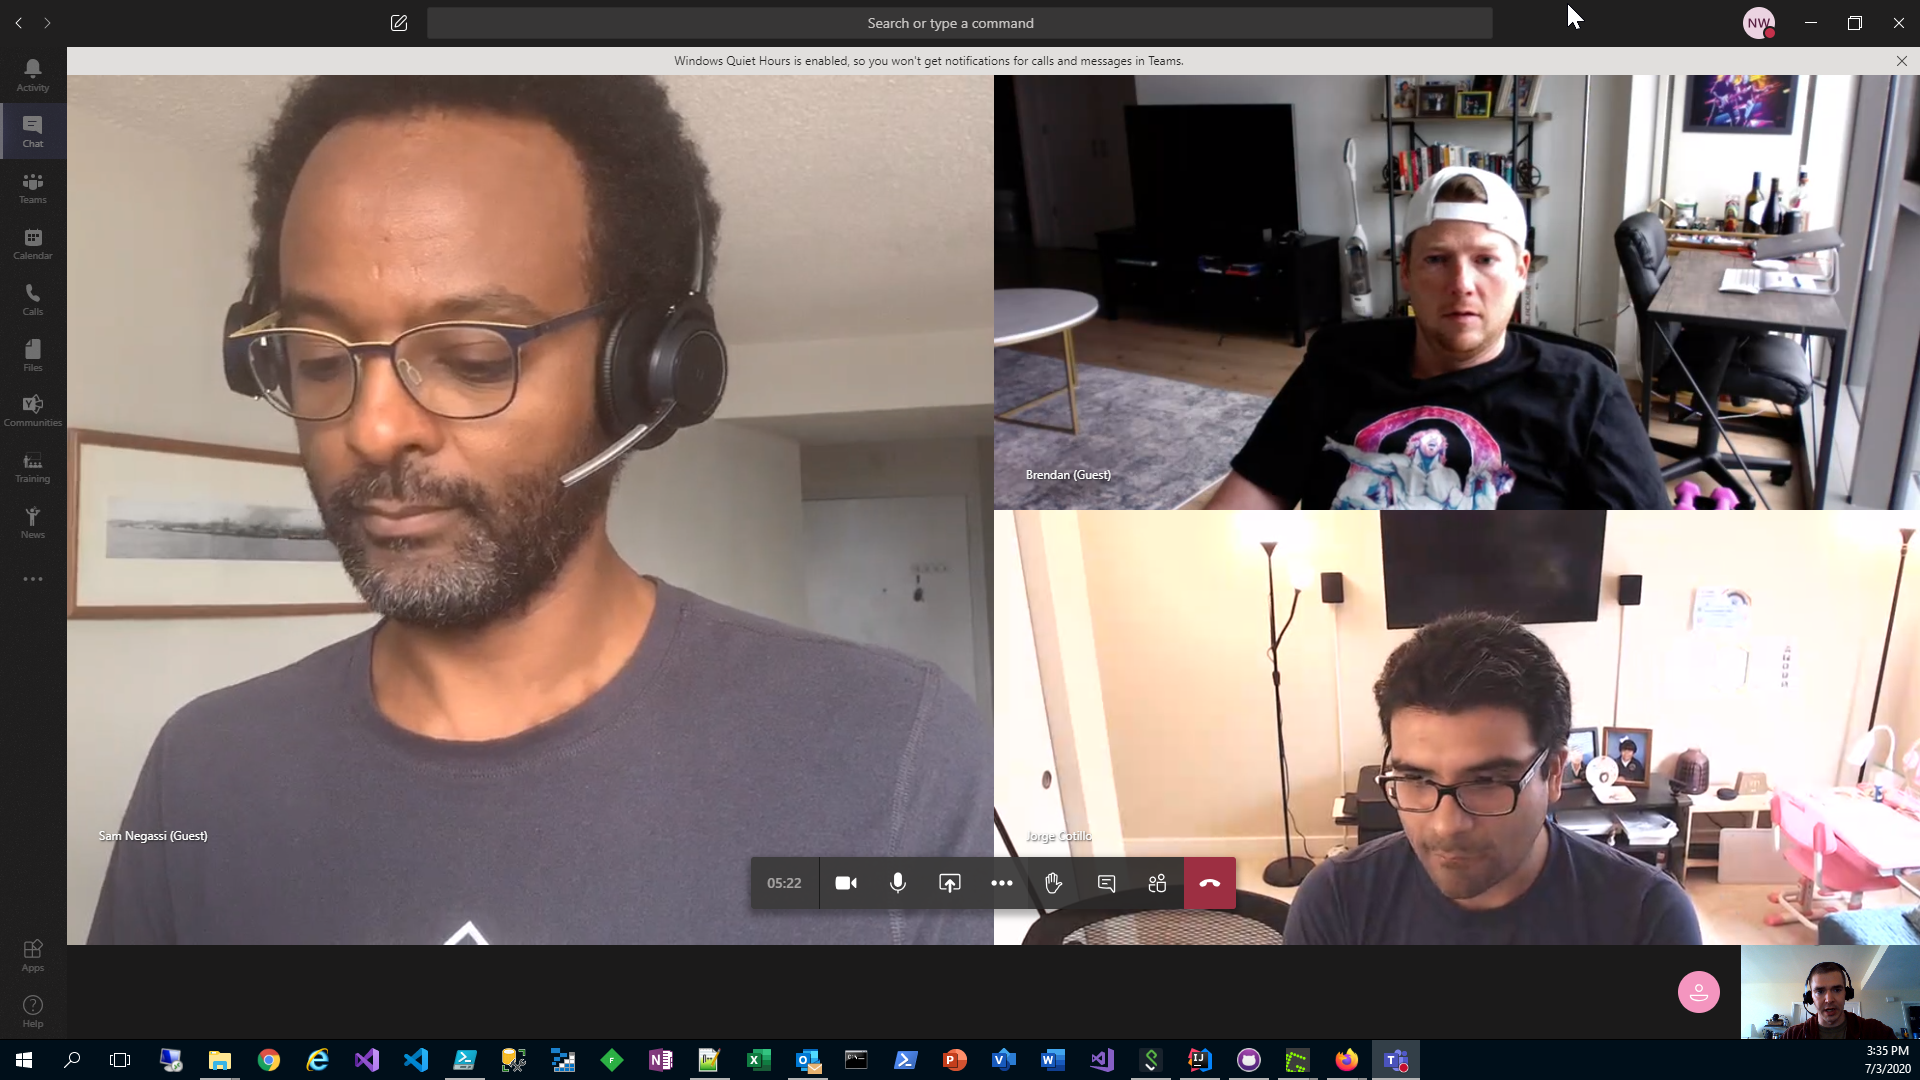 Search or type a command
NW
Windows Quiet Hours is enabled, so you won't get notifications for calls and messages in Teams.
Activity
Chat
Teams
Calendar
Calls
Files
Communities
Training
News
Apps
Help
Brendan (Guest)
Sam Negassi (Guest)
Jorge Cotillo
05:22
3:35 PM
7/3/2020